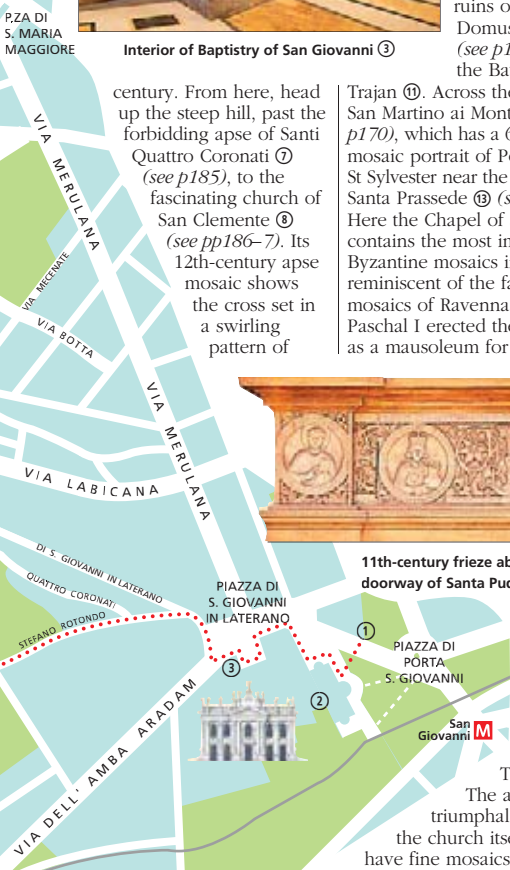 P.ZA DI
S. MARIA
MAGGIORE
Interior of Baptistry of San Giovanni ③
century. From here, head
up the steep hill, past the
forbidding apse of Santi
Quattro Coronati ⑦
(see p185), to the
fascinating church of
San Clemente ⑧
(see pp186–7). Its
12th-century apse
mosaic shows
the cross set in
a swirling
pattern of
ruins o
Domus
(see p1
the Ba
Trajan ⑪. Across the
San Martino ai Mont
p170), which has a 6
mosaic portrait of Po
St Sylvester near the
Santa Prassede ⑬ (s
Here the Chapel of
contains the most in
Byzantine mosaics i
reminiscent of the fa
mosaics of Ravenna
Paschal I erected the
as a mausoleum for
11th-century frieze ab
doorway of Santa Pud
VIA MERULANA
VIA MECENATE
VIA BOTTA
VIA MERULANA
VIA LABICANA
DI S. GIOVANNI IN LATERANO
QUATTRO CORONATI
STEFANO ROTONDO
PIAZZA DI
S. GIOVANNI
IN LATERANO
①
PIAZZA DI
PORTA
S. GIOVANNI
③
②
San
Giovanni M
VIA DELL' AMBA ARADAM
T
The a
triumphal
the church itse
have fine mosaics